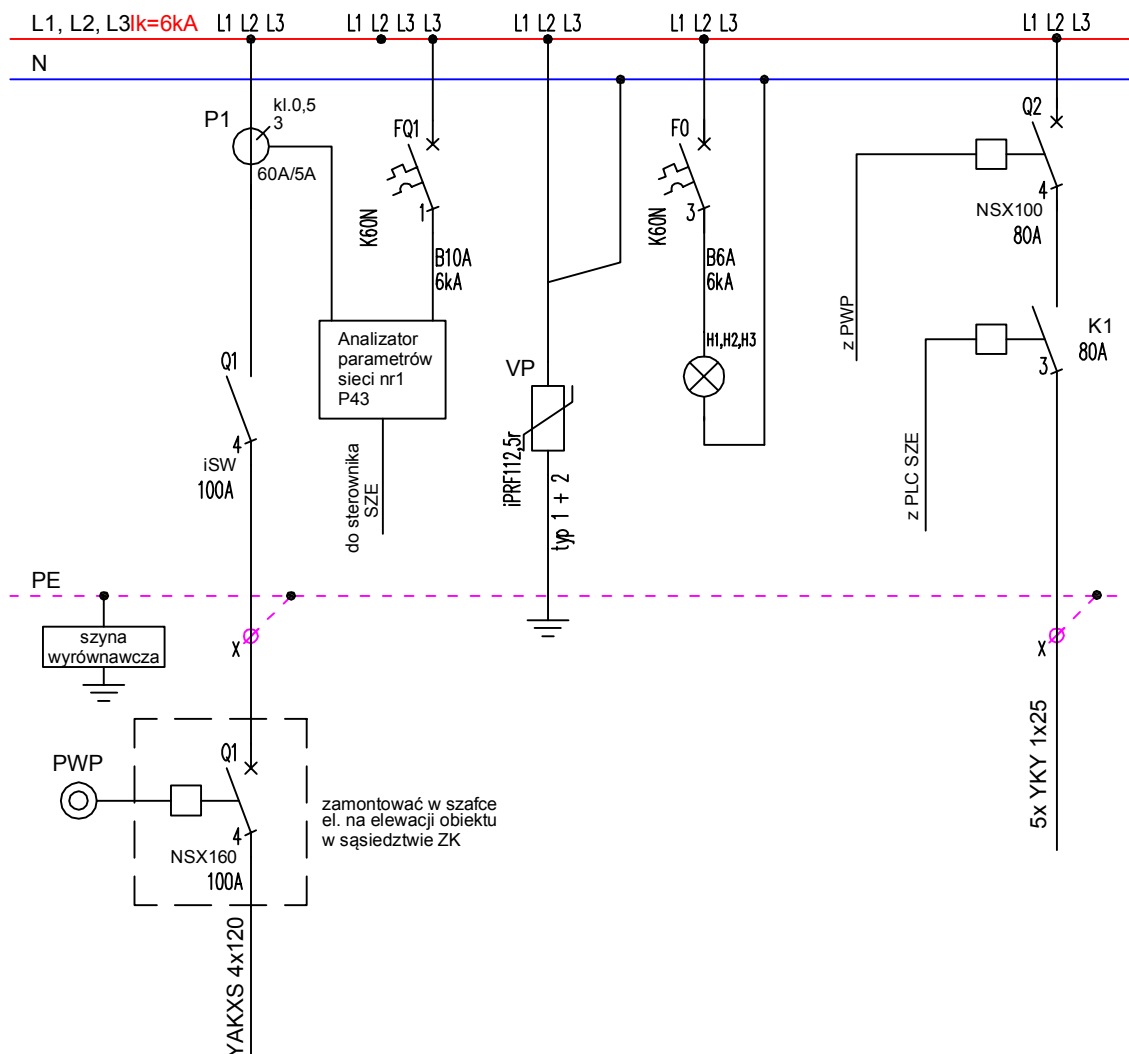 L1, L2, L3 Ik=6kA
L1 L2 L3
L1 L2 L3 L3
L1 L2 L3
L1 L2 L3
L1 L2 L3
N
P1
kl.0,5
3
60A/5A
FQ1
1
K60N
B10A
6kA
Analizator
parametrów
sieci nr1
P43
do sterownika
SZE
Q1
4
iSW
100A
VP
iPRF112,5r
typ 1 + 2
F0
3
K60N
B6A
6kA
H1,H2,H3
Q2
4
NSX100
80A
z PWP
K1
80A
3
z PLC SZE
PE
szyna
wyrównawcza
X
X
PWP
Q1
4
NSX160
100A
zamontować w szafce
el. na elewacji obiektu
w sąsiedztwie ZK
YAKXS 4x120
5x YKY 1x25